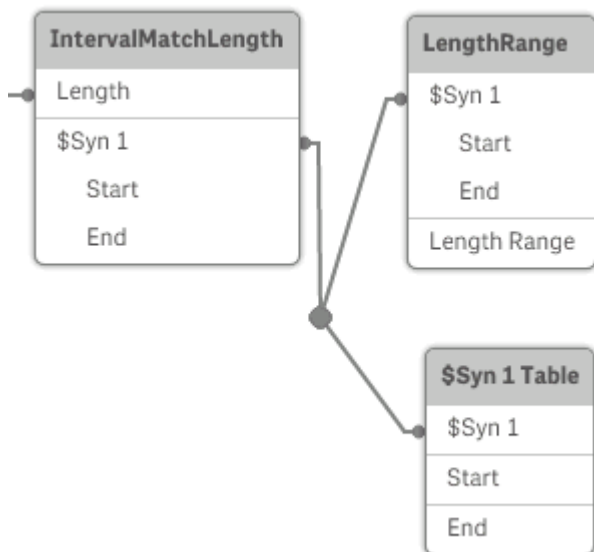 IntervalMatchLength
Length
$Syn 1
Start
End
LengthRange
$Syn 1
Start
End
Length Range
$Syn 1 Table
$Syn 1
Start
End